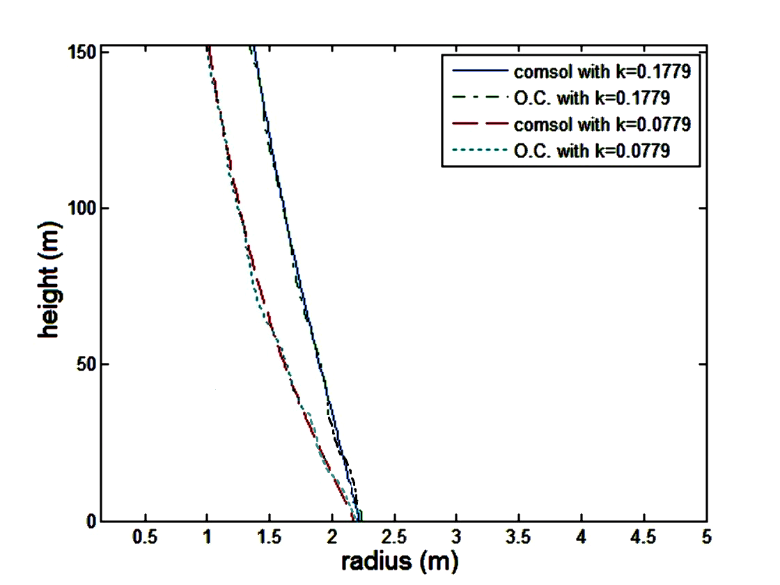 150
comsol with k=0.1779
O.C. with k=0.1779
comsol with k=0.0779
O.C. with k=0.0779
100
height (m)
50
0
0.5 1 1.5 2 2.5 3 3.5 4 4.5 5
radius (m)